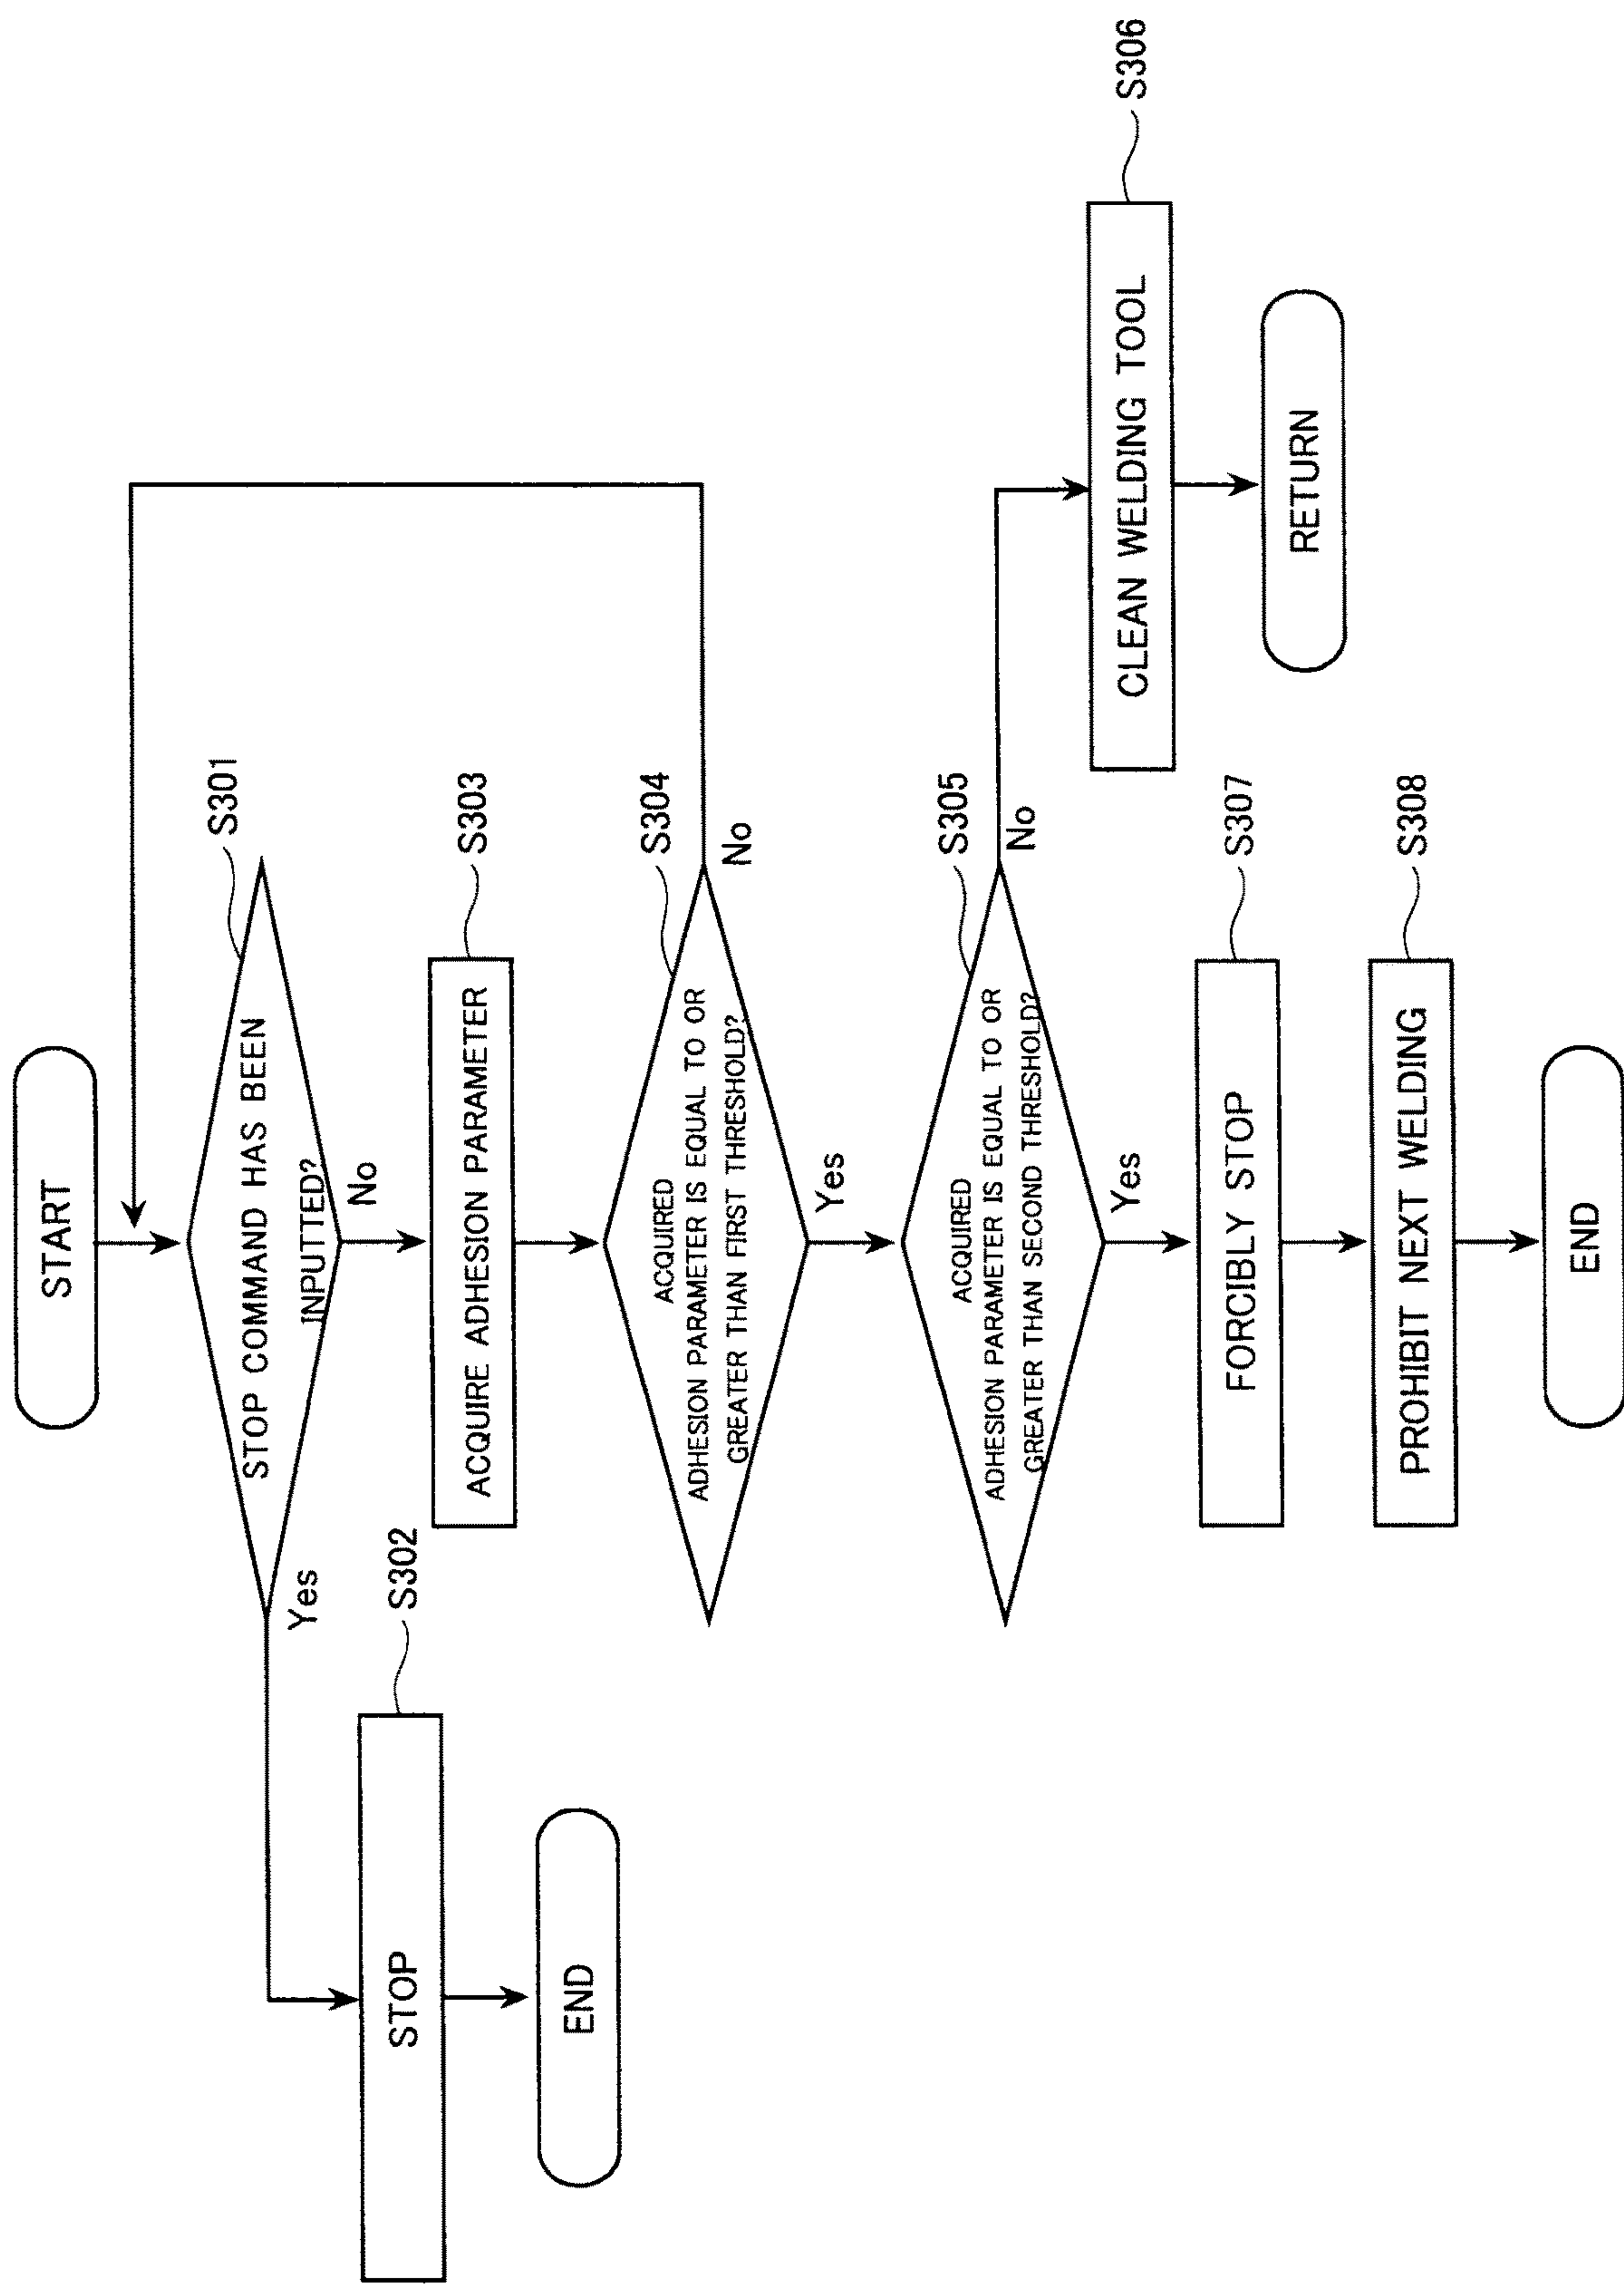 START
S301
STOP COMMAND HAS BEEN
INPUTTED?
Yes
No
S302
STOP
END
S303
ACQUIRE ADHESION PARAMETER
S304
ACQUIRED
ADHESION PARAMETER IS EQUAL TO OR
GREATER THAN FIRST THRESHOLD?
No
Yes
S305
ACQUIRED
ADHESION PARAMETER IS EQUAL TO OR
GREATER THAN SECOND THRESHOLD?
No
Yes
S306
CLEAN WELDING TOOL
RETURN
S307
FORCIBLY STOP
S308
PROHIBIT NEXT WELDING
END